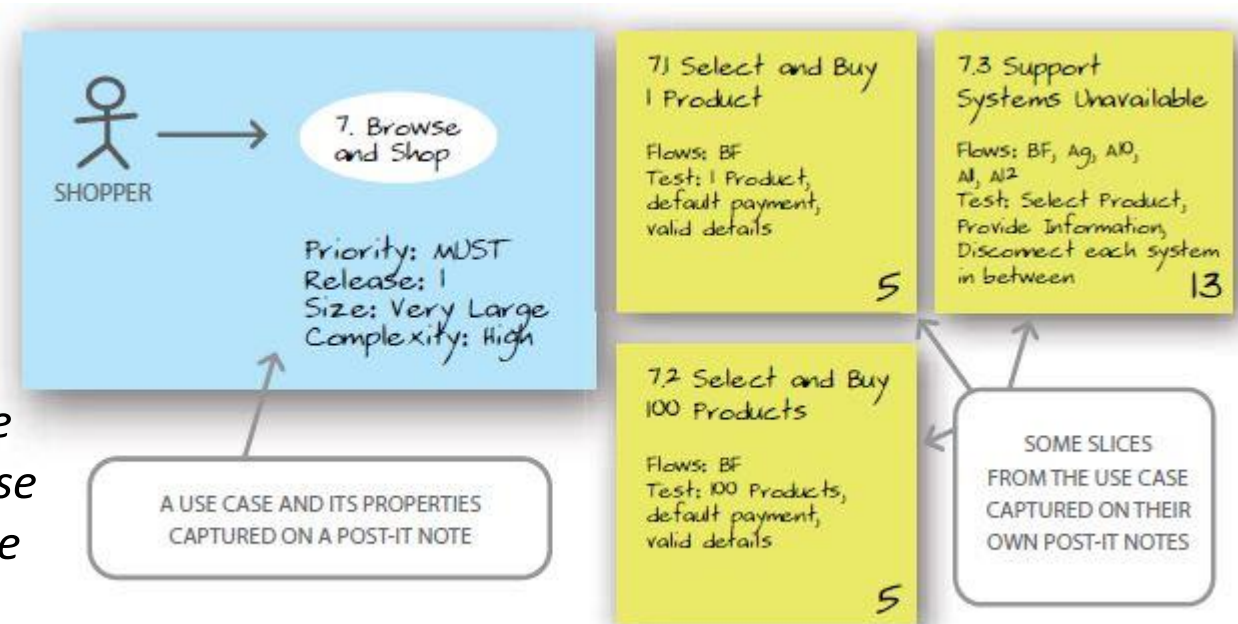 SHOPPER
7. Browse
and Shop
Priority: MUST
Release: 1
Size: Very Large
Complexity: High
7.1 Select and Buy
1 Product
Flows: BF
Test: 1 Product,
default payment,
valid details
5
7.3 Support
Systems Unavailable
Flows: BF, A9, A10,
A11, A12
Test: Select Product,
Provide Information,
Disconnect each system
in between
13
7.2 Select and Buy
100 Products
Flows: BF
Test: 100 Products,
default payment,
valid details
5
e
se
e
A USE CASE AND ITS PROPERTIES
CAPTURED ON A POST-IT NOTE
SOME SLICES
FROM THE USE CASE
CAPTURED ON THEIR
OWN POST-IT NOTES